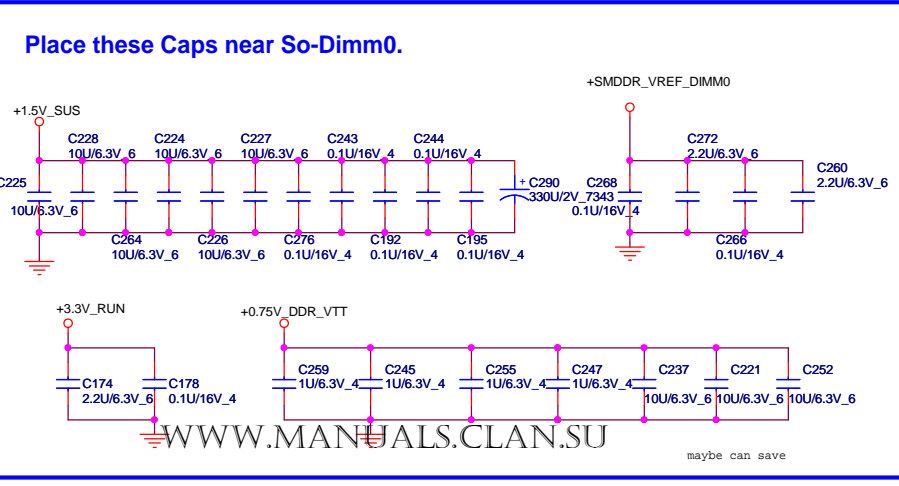 Place these Caps near So-Dimm0.
+SMDDR_VREF_DIMM0
+1.5V_SUS
C228
10U/6.3V_6
C224
10U/6.3V_6
C227
10U/6.3V_6
C243
0.1U/16V_4
C244
0.1U/16V_4
C272
2.2U/6.3V_6
C225
10U/6.3V_6
+
C290
330U/2V_7343
C268
0.1U/16V_4
C260
2.2U/6.3V_6
C264
10U/6.3V_6
C226
10U/6.3V_6
C276
0.1U/16V_4
C192
0.1U/16V_4
C195
0.1U/16V_4
C266
0.1U/16V_4
+3.3V_RUN
+0.75V_DDR_VTT
C174
2.2U/6.3V_6
C178
0.1U/16V_4
C259
1U/6.3V_4
C245
1U/6.3V_4
C255
1U/6.3V_4
C247
1U/6.3V_4
C237
10U/6.3V_6
C221
10U/6.3V_6
C252
10U/6.3V_6
WWW.MANUALS.CLAN.SU
maybe can save